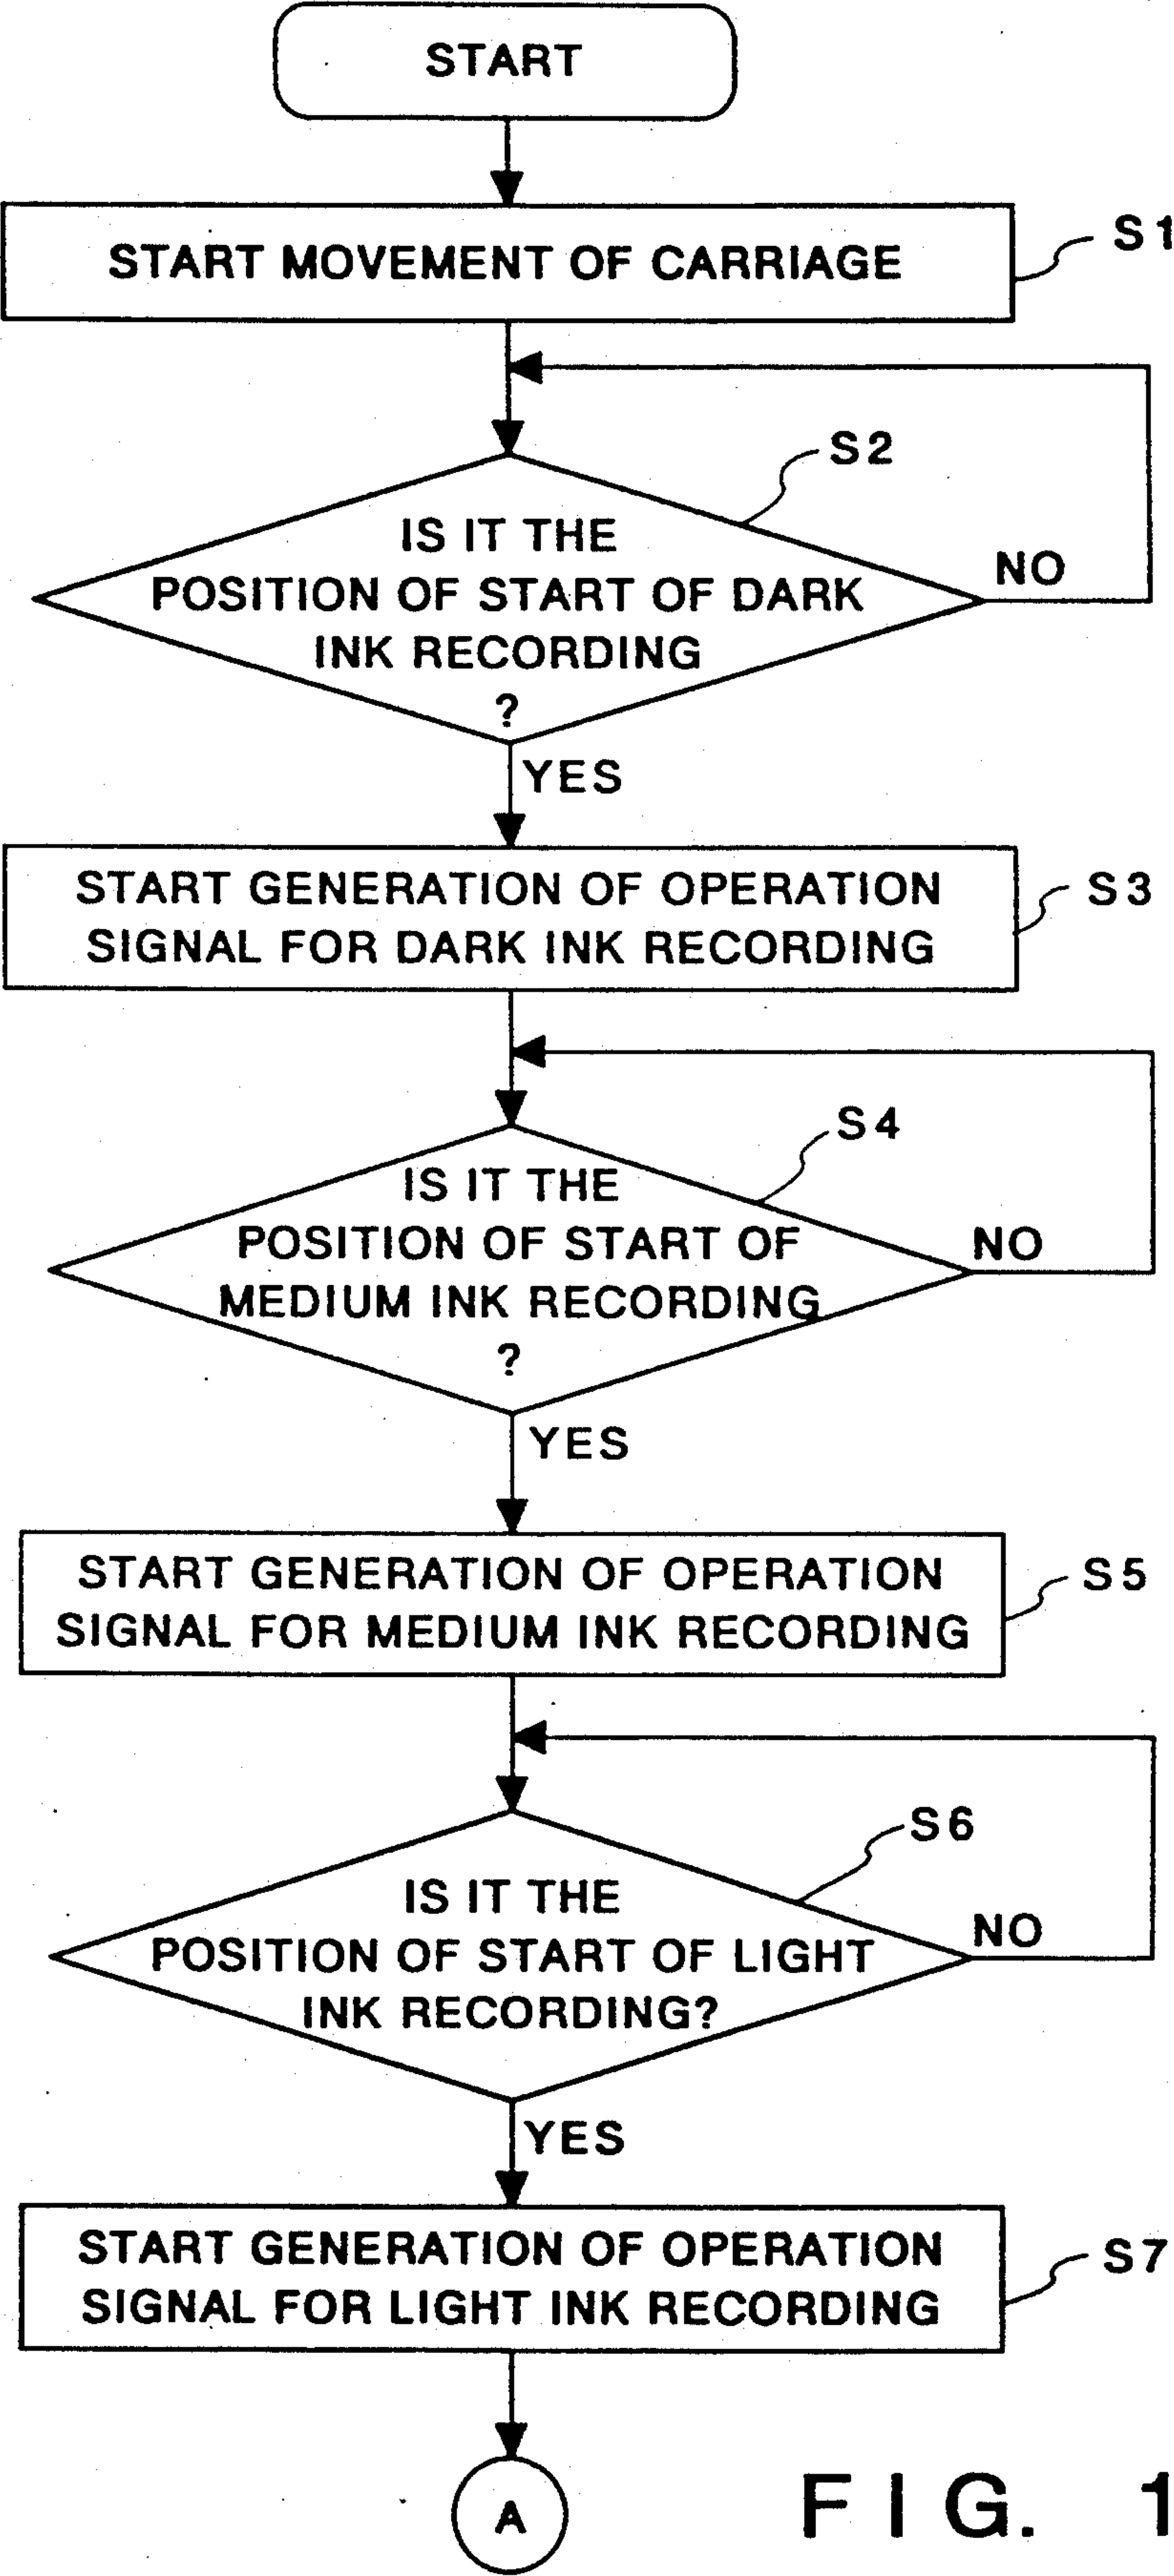 START
START MOVEMENT OF CARRIAGE
S1
S2
IS IT THE
POSITION OF START OF DARK
INK RECORDING
?
NO
YES
START GENERATION OF OPERATION
SIGNAL FOR DARK INK RECORDING
S3
S4
IS IT THE
POSITION OF START OF
MEDIUM INK RECORDING
?
NO
YES
START GENERATION OF OPERATION
SIGNAL FOR MEDIUM INK RECORDING
S5
S6
IS IT THE
POSITION OF START OF LIGHT
INK RECORDING?
NO
YES
START GENERATION OF OPERATION
SIGNAL FOR LIGHT INK RECORDING
S7
A
FIG. 1